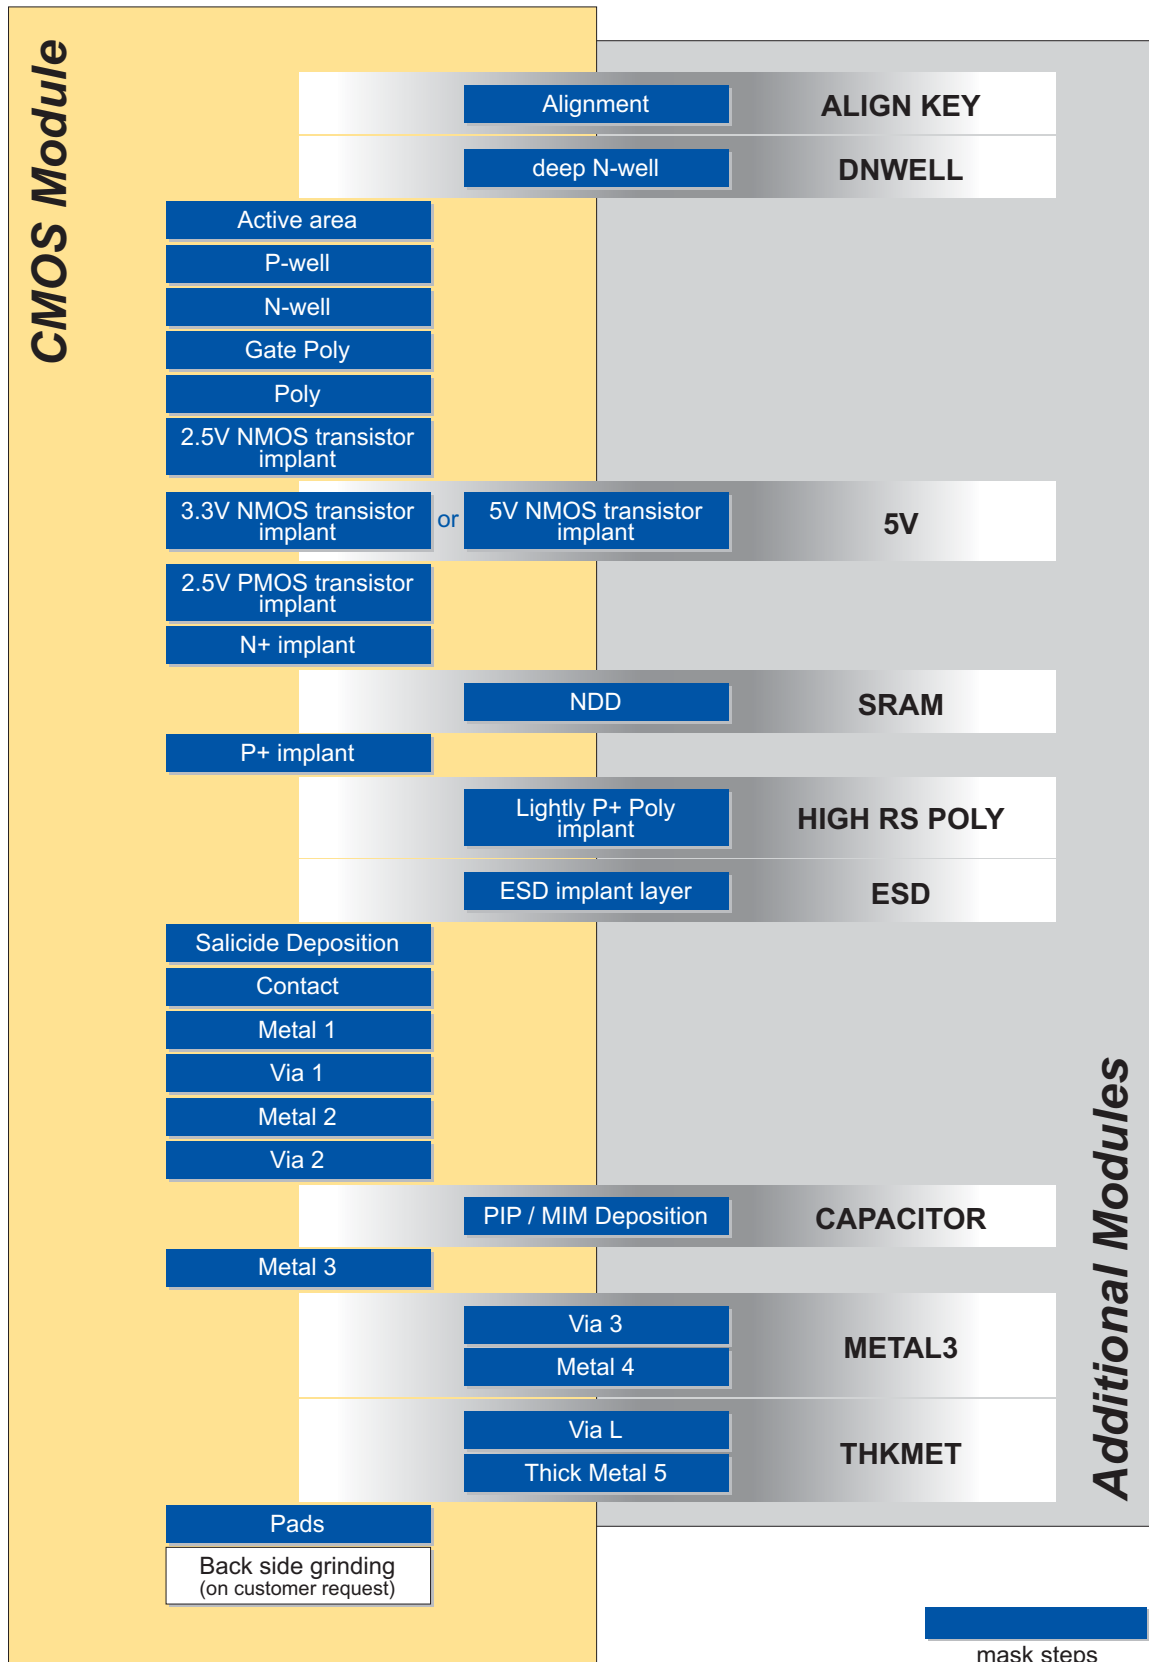 CMOS Module
Alignment
ALIGN KEY
deep N-well
DNWELL
Active area
P-well
N-well
Gate Poly
Poly
2.5V NMOS transistor
implant
3.3V NMOS transistor
implant
or
5V NMOS transistor
implant
5V
2.5V PMOS transistor
implant
N+ implant
NDD
SRAM
P+ implant
Lightly P+ Poly
implant
HIGH RS POLY
ESD implant layer
ESD
Salicide Deposition
Contact
Metal 1
Via 1
Metal 2
Via 2
PIP / MIM Deposition
CAPACITOR
Metal 3
Via 3
Metal 4
METAL3
Via L
Thick Metal 5
THKMET
Additional Modules
Pads
Back side grinding
(on customer request)
mask steps